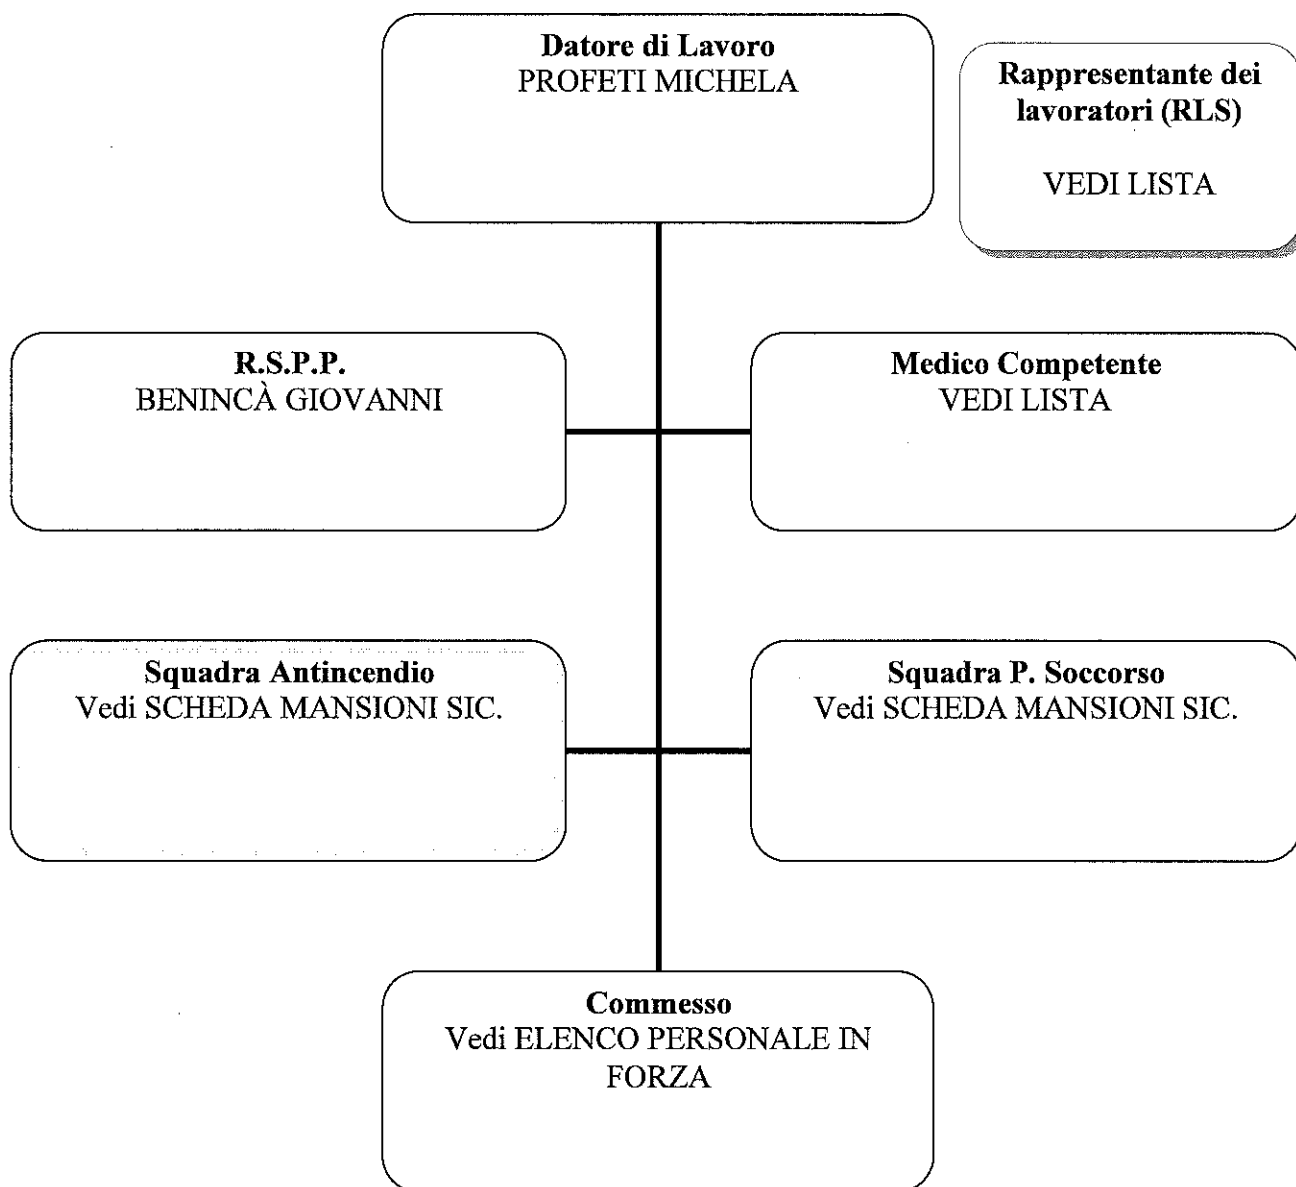 Datore di Lavoro
PROFETI MICHELA
Rappresentante dei
lavoratori (RLS)
VEDI LISTA
R.S.P.P.
BENINCÀ GIOVANNI
Medico Competente
VEDI LISTA
Squadra Antincendio
Vedi SCHEDA MANSIONI SIC.
Squadra P. Soccorso
Vedi SCHEDA MANSIONI SIC.
Commesso
Vedi ELENCO PERSONALE IN
FORZA